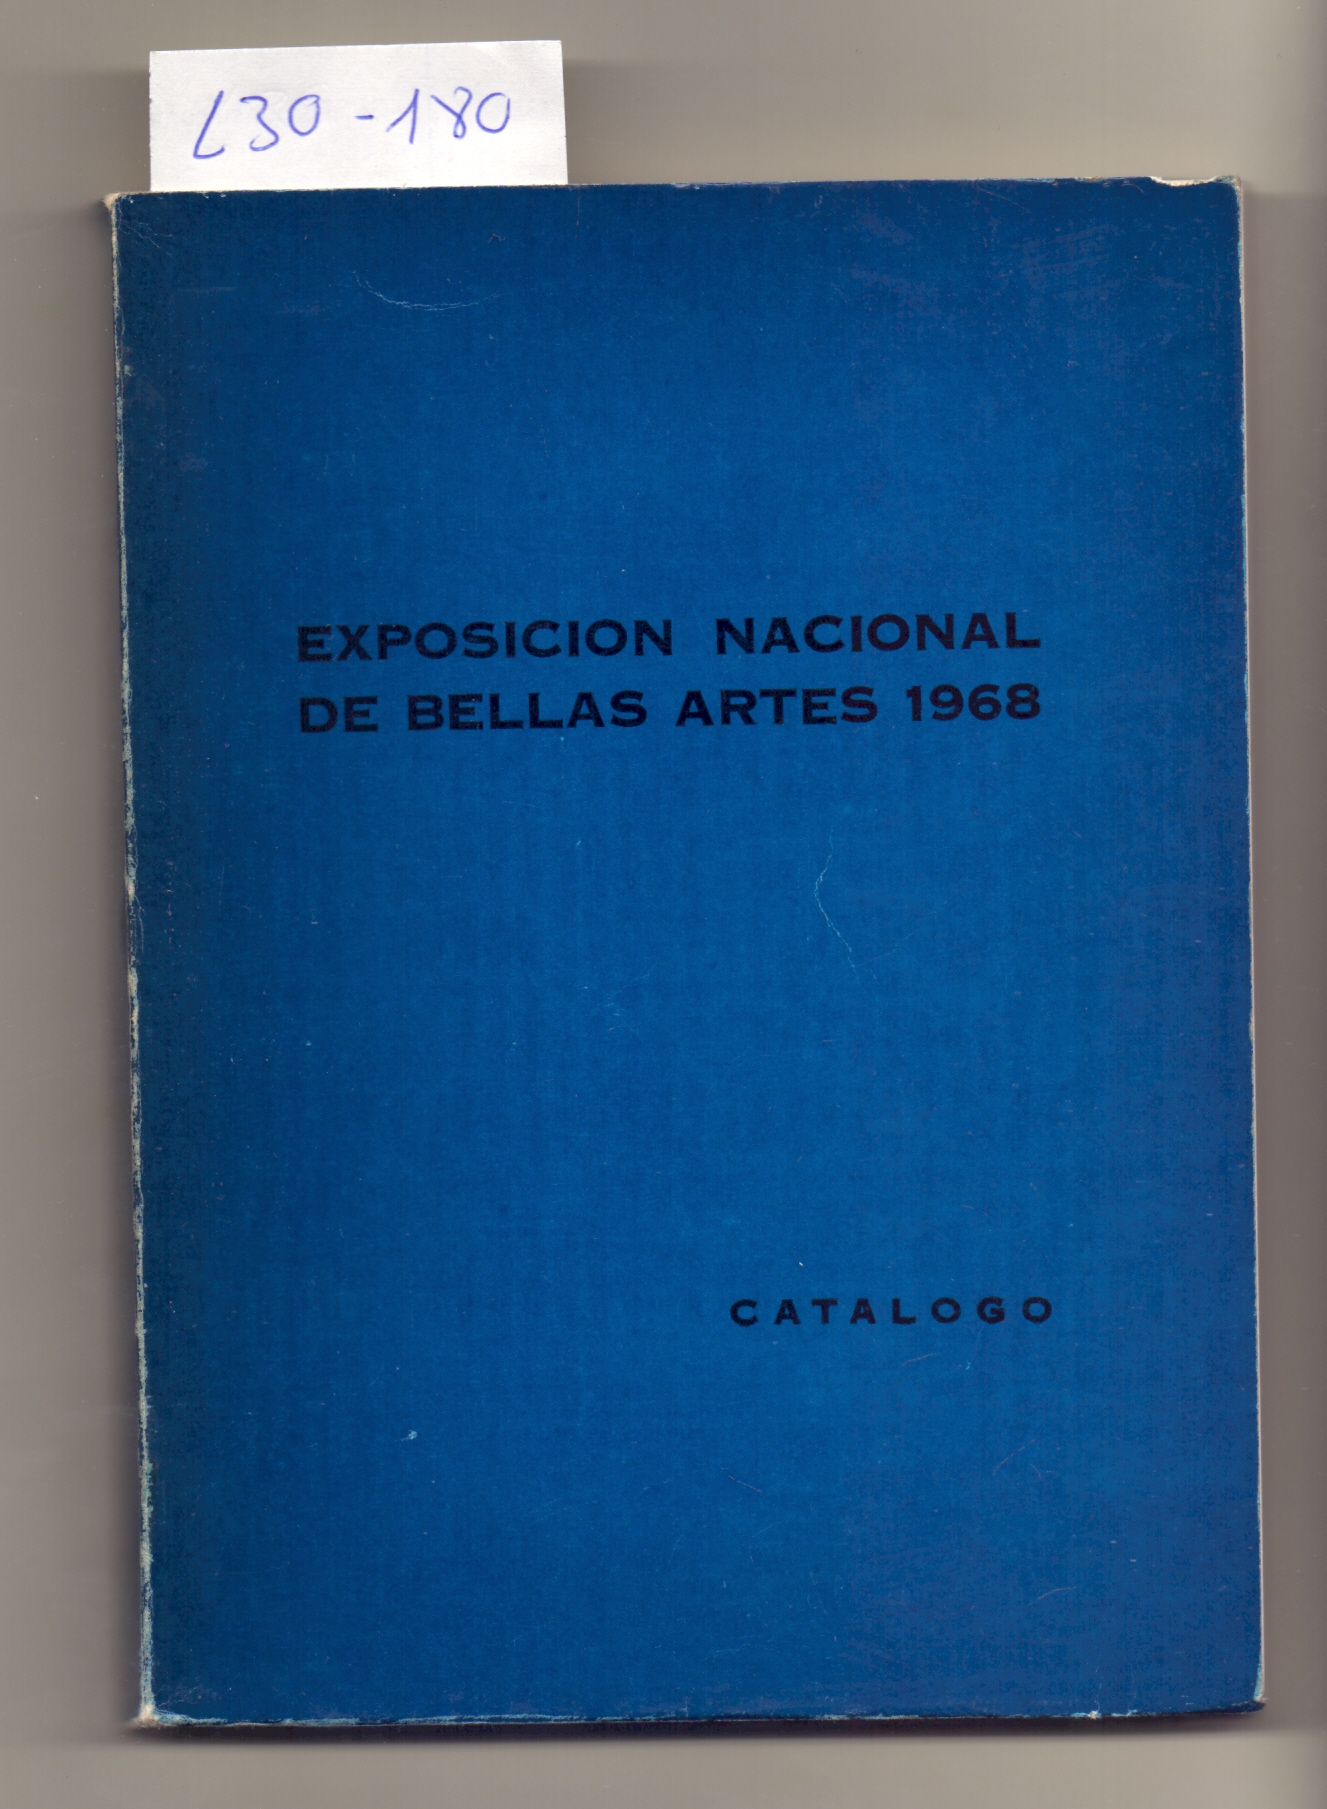 L30-180
EXPOSICION NACIONAL
DE BELLAS ARTES 1968
CATALOGO